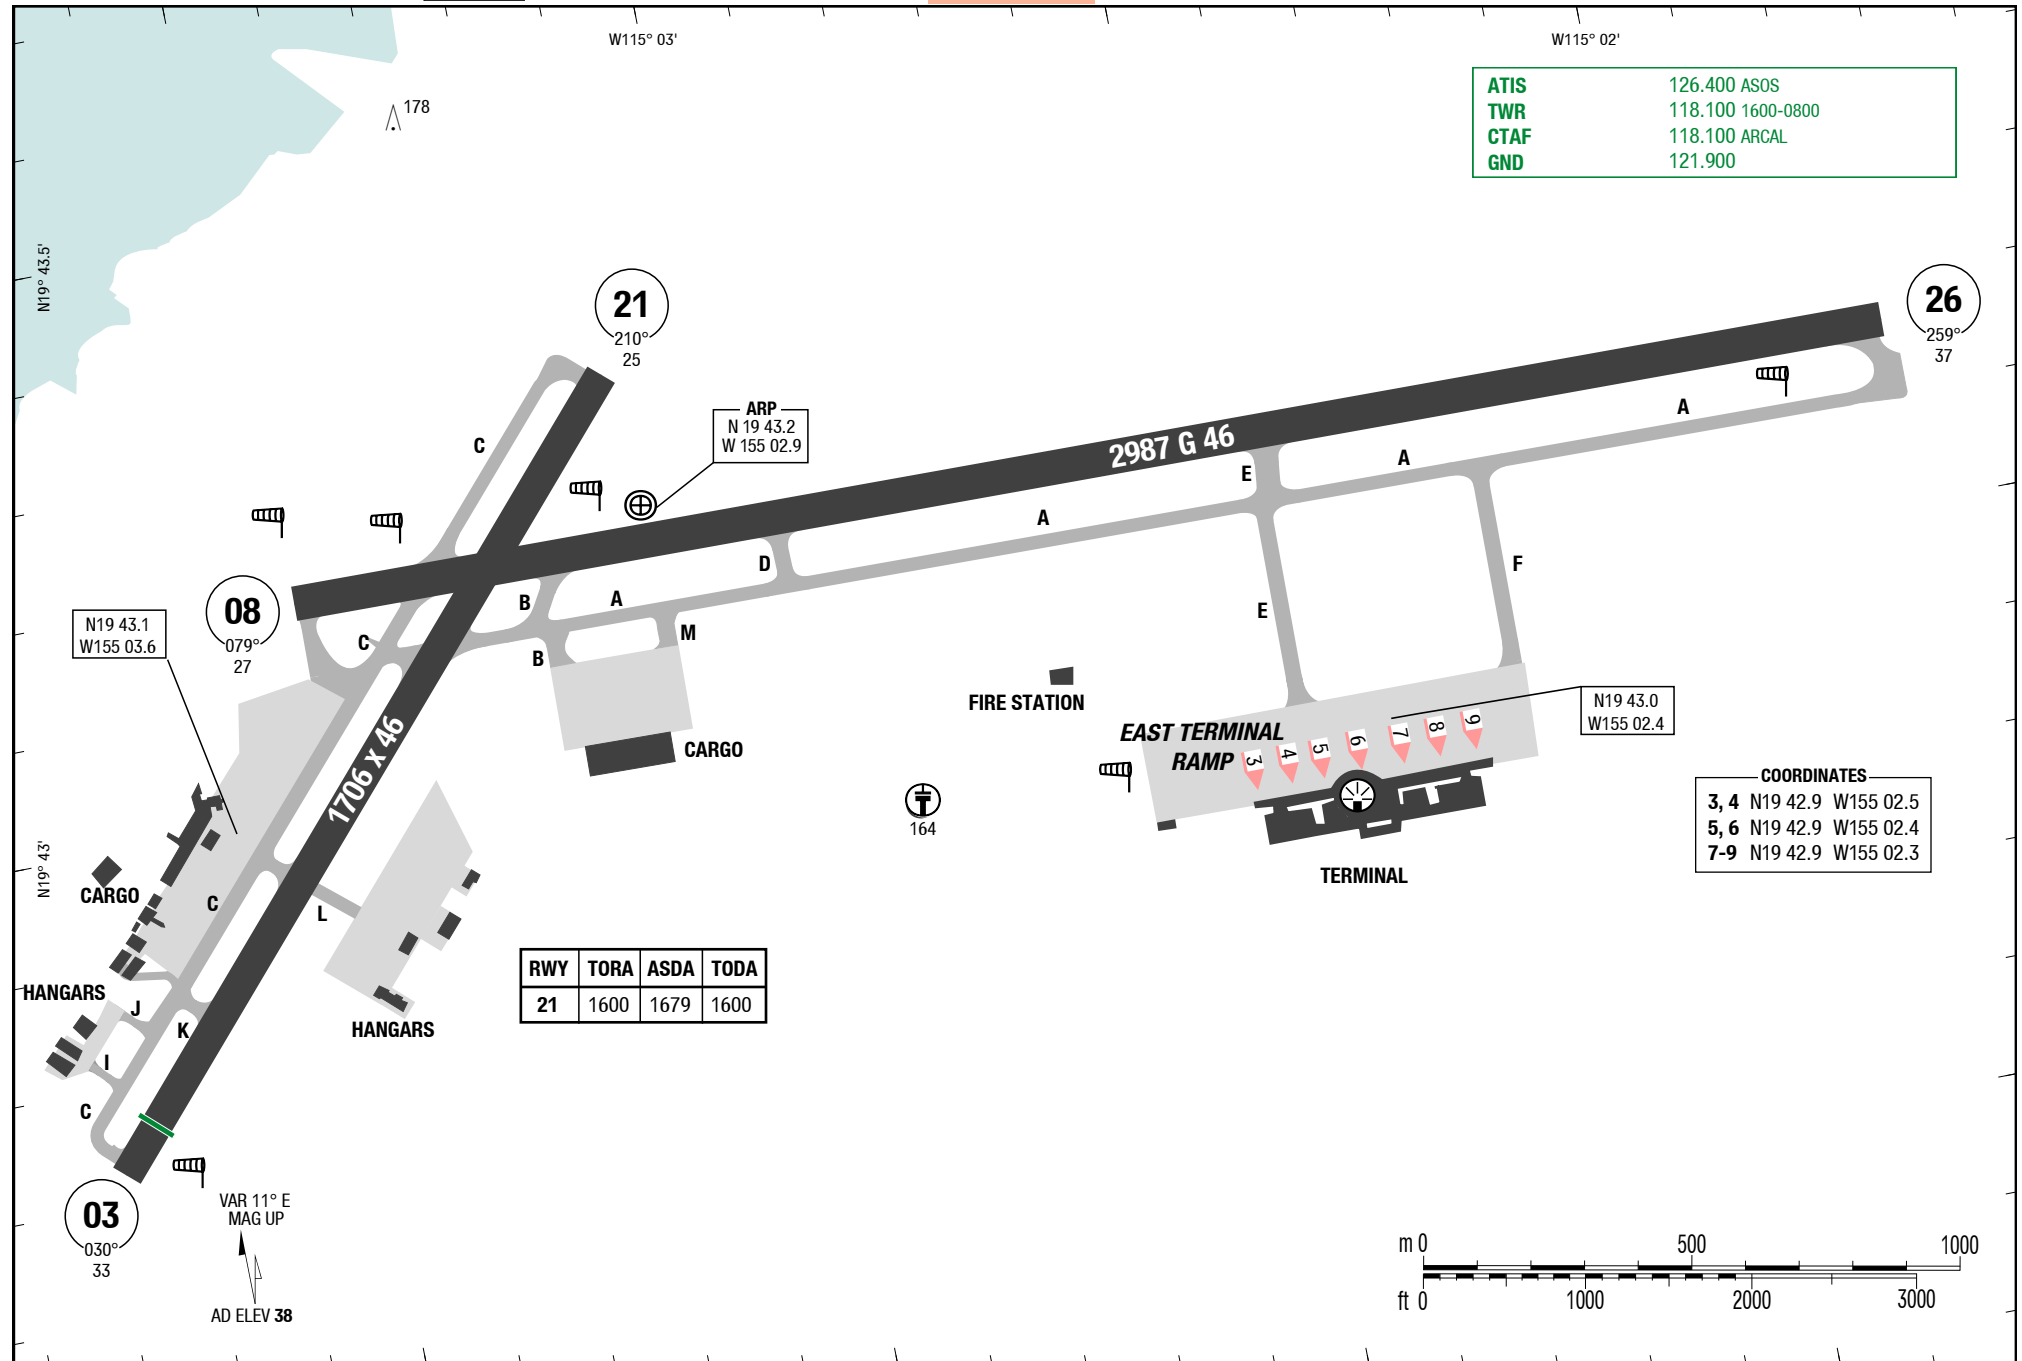 W115° 03'
W115° 02'
178
ATIS 126.400 ASOS
TWR 118.100 1600-0800
CTAF 118.100 ARCAL
GND 121.900
N19° 43.5'
21
210°
25
26
259°
37
ARP
N 19 43.2
W 155 02.9
C
A
2987 G 46
A
E
A
D
F
08
079°
27
N19 43.1
W155 03.6
B
A
E
C
M
B
FIRE STATION
N19 43.0
W155 02.4
EAST TERMINAL
RAMP
3
4
5
6
7
8
9
1706 x 46
CARGO
COORDINATES
3, 4 N19 42.9 W155 02.5
5, 6 N19 42.9 W155 02.4
7-9 N19 42.9 W155 02.3
164
N19° 43'
TERMINAL
CARGO
C
L
RWY TORA ASDA TODA
21 1600 1679 1600
HANGARS
J
K
HANGARS
I
C
03
030°
33
VAR 11° E
MAG UP
AD ELEV 38
m 0 500 1000
ft 0 1000 2000 3000